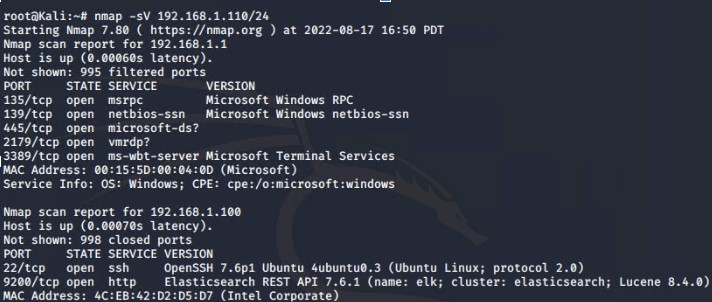 root@Kali:~# nmap -sV 192.168.1.110/24
Starting Nmap 7.80 ( https://nmap.org ) at 2022-08-17 16:50 PDT
Nmap scan report for 192.168.1.1
Host is up (0.00060s latency).
Not shown: 995 filtered ports
PORT     STATE SERVICE       VERSION
135/tcp  open  msrpc         Microsoft Windows RPC
139/tcp  open  netbios-ssn   Microsoft Windows netbios-ssn
445/tcp  open  microsoft-ds?
2179/tcp open  vmrdp?
3389/tcp open  ms-wbt-server Microsoft Terminal Services
MAC Address: 00:15:5D:00:04:0D (Microsoft)
Service Info: OS: Windows; CPE: cpe:/o:microsoft:windows
Nmap scan report for 192.168.1.100
Host is up (0.00070s latency).
Not shown: 998 closed ports
PORT     STATE SERVICE VERSION
22/tcp   open  ssh     OpenSSH 7.6p1 Ubuntu 4ubuntu0.3 (Ubuntu Linux; protocol 2.0)
9200/tcp open  http    Elasticsearch REST API 7.6.1 (name: elk; cluster: elasticsearch; Lucene 8.4.0)
MAC Address: 4C:EB:42:D2:D5:D7 (Intel Corporate)